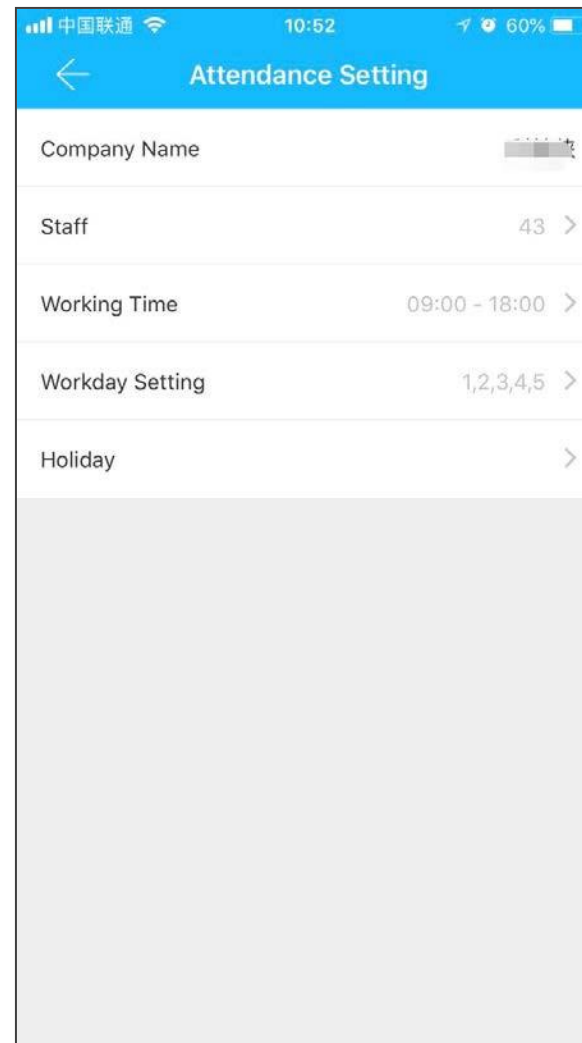 中国联通 10:52 60%
Attendance Setting
Company Name
Staff 43
Working Time 09:00 - 18:00
Workday Setting 1,2,3,4,5
Holiday